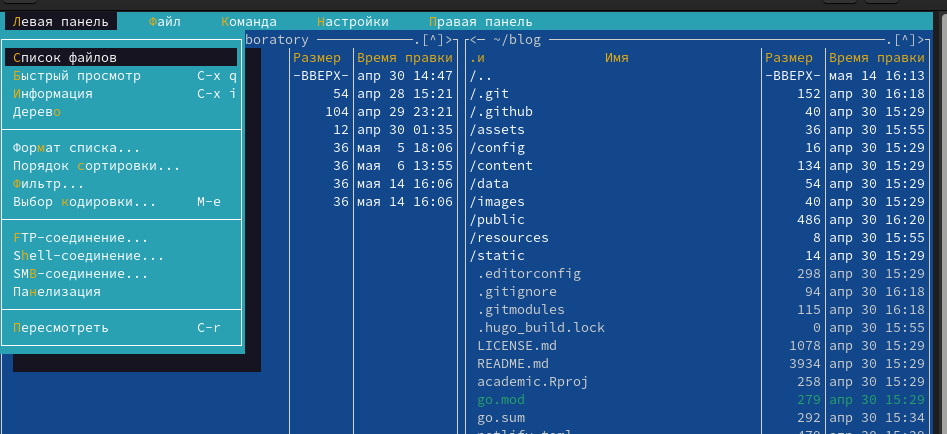 Левая панель Файл Команда Настройки Правая панель
boratory .[^]> <─ ~/blog .[^]>
Список файлов Размер Время правки .и Имя Размер Время правки
Быстрый просмотр C-x q -ВВЕРХ- апр 30 14:47 /.. -ВВЕРХ- мая 14 16:13
Информация C-x i 54 апр 28 15:21 /.git 152 апр 30 16:18
Дерево 104 апр 29 23:21 /.github 40 апр 30 15:29
12 апр 30 01:35 /assets 36 апр 30 15:55
Формат списка... 36 мая 5 18:06 /config 16 апр 30 15:29
Порядок сортировки... 36 мая 6 13:55 /content 134 апр 30 15:29
Фильтр... 36 мая 14 16:06 /data 54 апр 30 15:29
Выбор кодировки... M-e 36 мая 14 16:06 /images 40 апр 30 15:29
/public 486 апр 30 16:20
FTP-соединение... /resources 8 апр 30 15:55
Shell-соединение... /static 14 апр 30 15:29
SMB-соединение... .editorconfig 298 апр 30 15:29
Панелизация .gitignore 94 апр 30 16:18
.gitmodules 115 апр 30 16:18
Пересмотреть C-r .hugo_build.lock 0 апр 30 15:55
LICENSE.md 1078 апр 30 15:29
README.md 3934 апр 30 15:29
academic.Rproj 258 апр 30 15:29
go.mod 279 апр 30 15:29
go.sum 292 апр 30 15:34